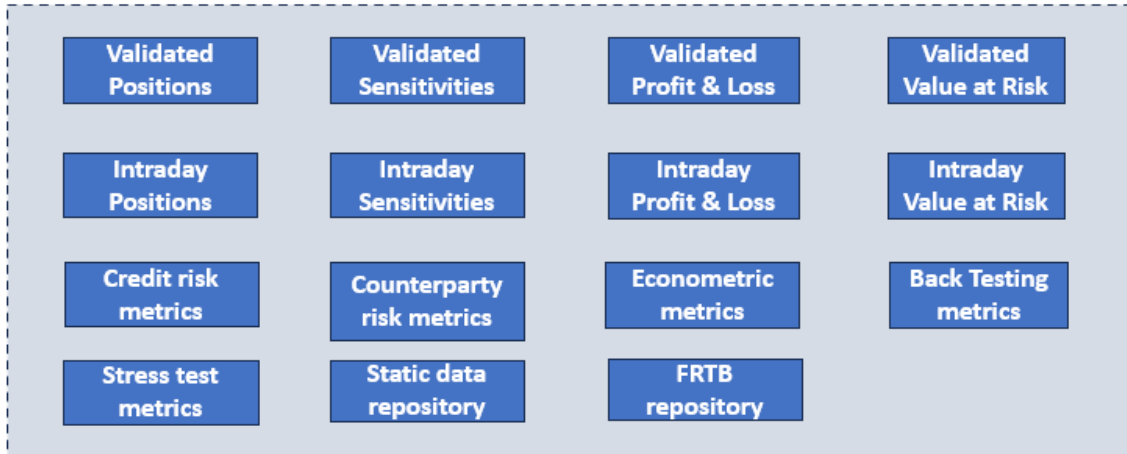 Validated
Positions
Validated
Sensitivities
Validated
Profit & Loss
Validated
Value at Risk
Intraday
Positions
Intraday
Sensitivities
Intraday
Profit & Loss
Intraday
Value at Risk
Credit risk
metrics
Counterparty
risk metrics
Econometric
metrics
Back Testing
metrics
Stress test
metrics
Static data
repository
FRTB
repository